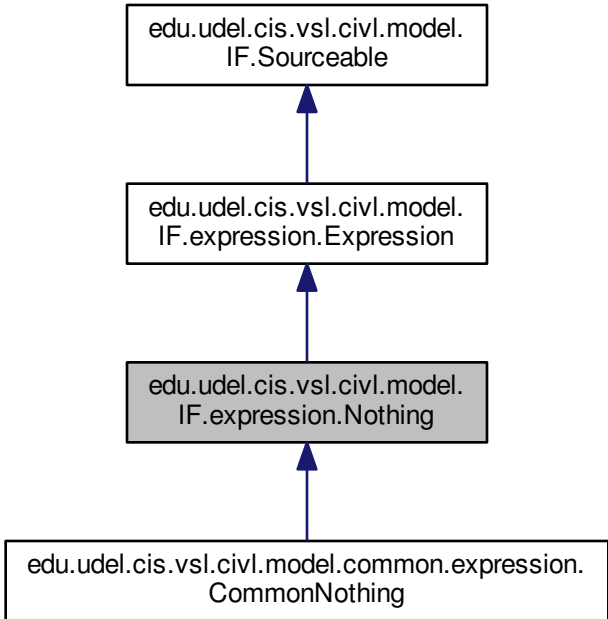 edu.udel.cis.vsl.civl.model.
IF.Sourceable
edu.udel.cis.vsl.civl.model.
IF.expression.Expression
edu.udel.cis.vsl.civl.model.
IF.expression.Nothing
edu.udel.cis.vsl.civl.model.common.expression.
CommonNothing